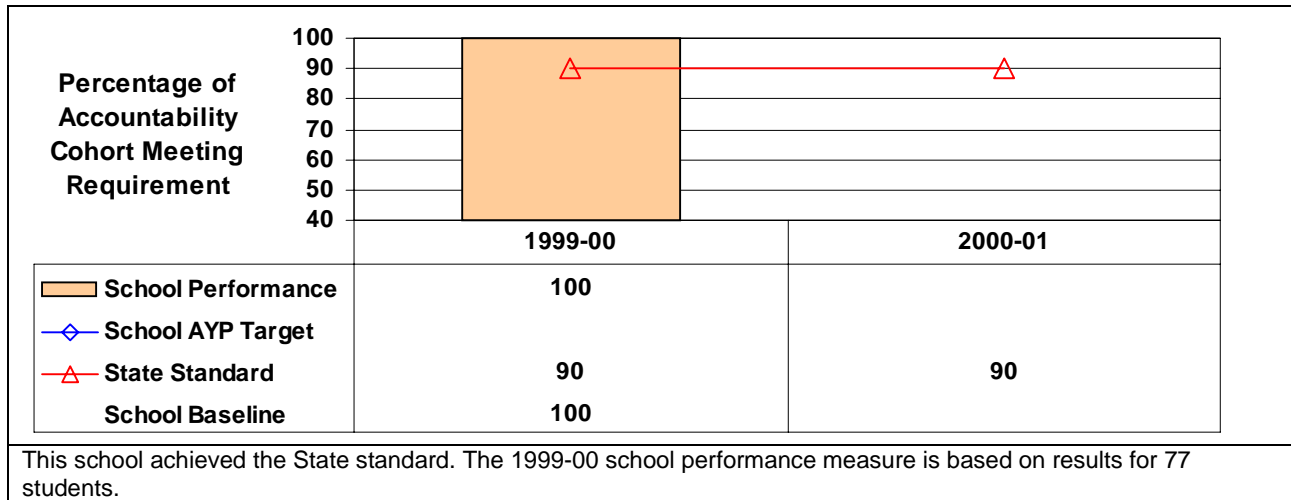 Percentage of
Accountability
Cohort Meeting
Requirement
100
90
80
70
60
50
40
1999-00 2000-01
School Performance 100
School AYP Target
State Standard 90 90
School Baseline 100
This school achieved the State standard. The 1999-00 school performance measure is based on results for 77
students.